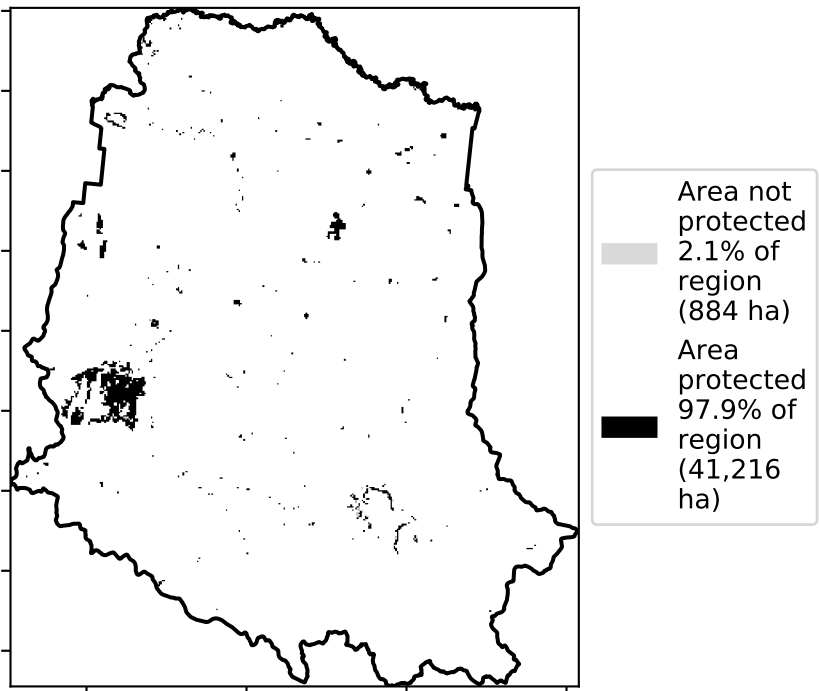 Area not
protected
2.1% of
region
(884 ha)
Area
protected
97.9% of
region
(41,216
ha)